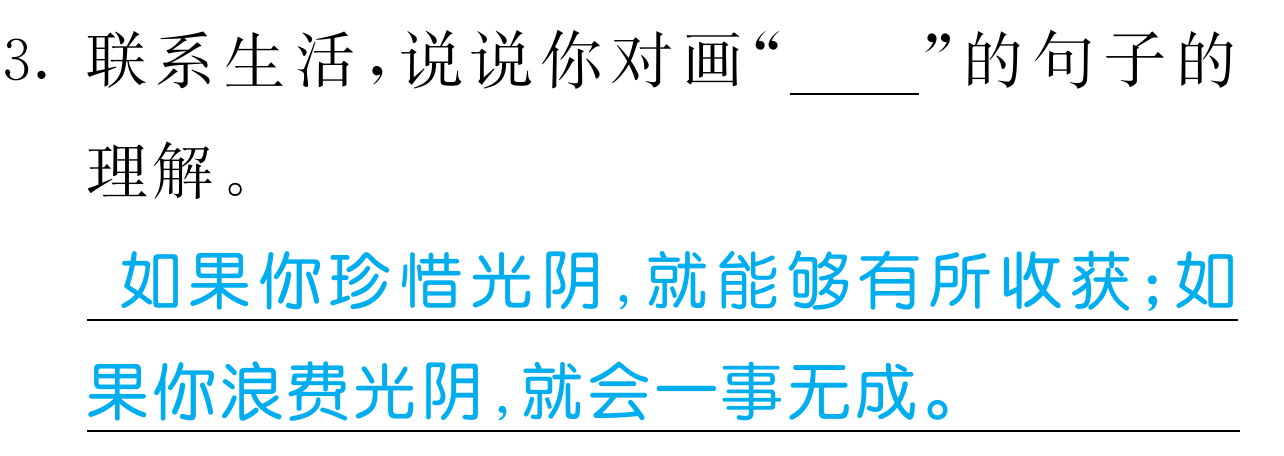 3. 联系生活,说说你对画“____”的句子的
理解。
如果你珍惜光阴,就能够有所收获;如
果你浪费光阴,就会一事无成。